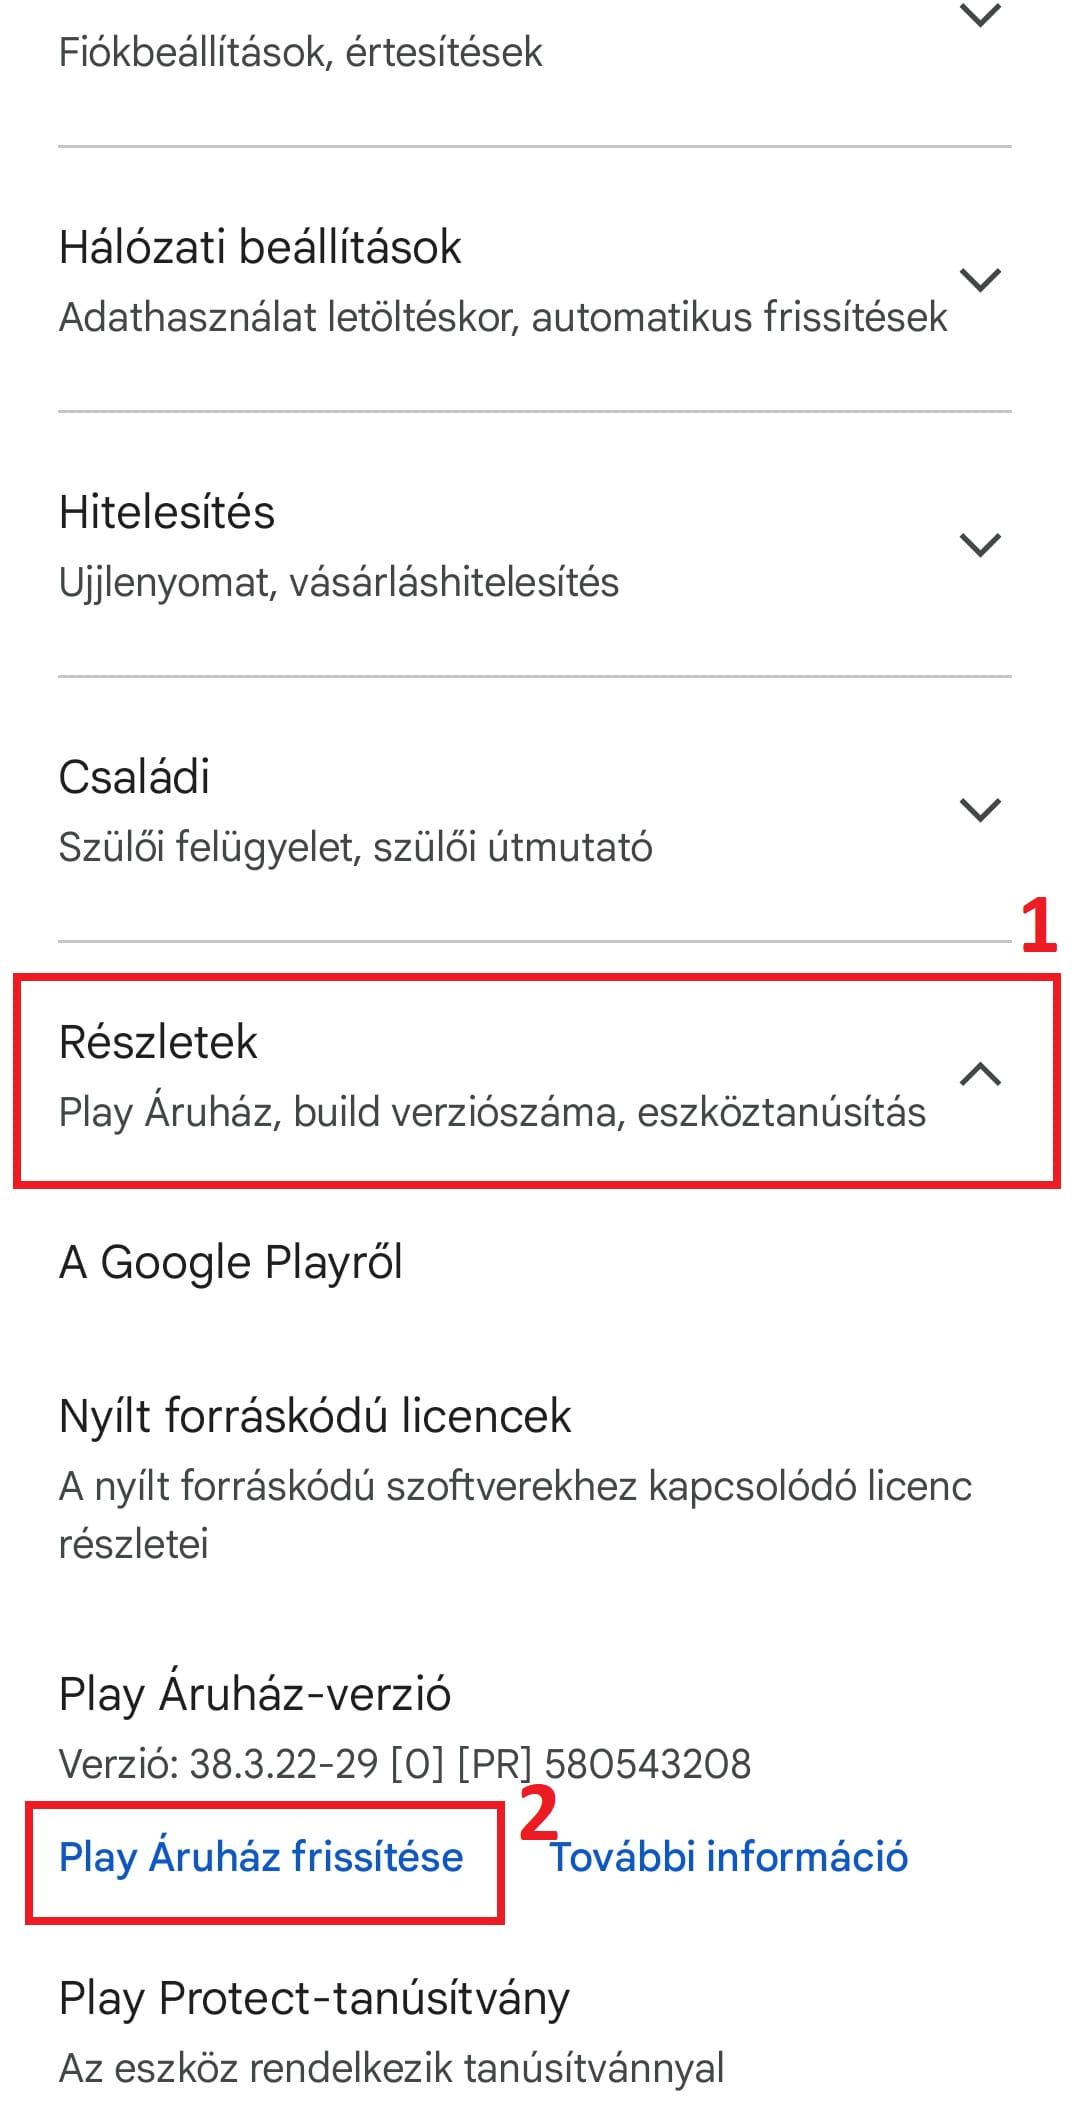 Fiókbeállítások, értesítések
Hálózati beállítások
Adathasználat letöltéskor, automatikus frissítések
Hitelesítés
Ujjlenyomat, vásárláshitelesítés
Családi
Szülői felügyelet, szülői útmutató
1
Részletek
Play Áruház, build verziószáma, eszköztanúsítás
A Google Playről
Nyílt forráskódú licencek
A nyílt forráskódú szoftverekhez kapcsolódó licenc
részletei
Play Áruház-verzió
Verzió: 38.3.22-29 [0] [PR] 580543208
2
Play Áruház frissítése További információ
Play Protect-tanúsítvány
Az eszköz rendelkezik tanúsítvánnyal